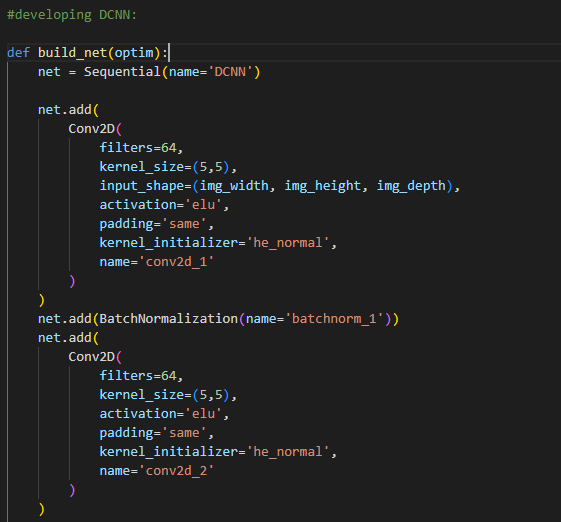 #developing DCNN:
def build_net(optim):
    net = Sequential(name='DCNN')
    net.add(
        Conv2D(
            filters=64,
            kernel_size=(5,5),
            input_shape=(img_width, img_height, img_depth),
            activation='elu',
            padding='same',
            kernel_initializer='he_normal',
            name='conv2d_1'
        )
    )
    net.add(BatchNormalization(name='batchnorm_1'))
    net.add(
        Conv2D(
            filters=64,
            kernel_size=(5,5),
            activation='elu',
            padding='same',
            kernel_initializer='he_normal',
            name='conv2d_2'
        )
    )